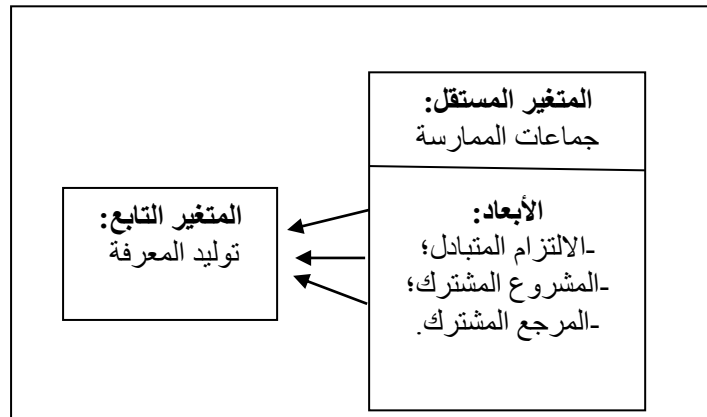 المتغير المستقل:
جماعات الممارسة
الأبعاد:
-الالتزام المتبادل؛
-المشروع المشترك؛
-المرجع المشترك.
المتغير التابع:
توليد المعرفة